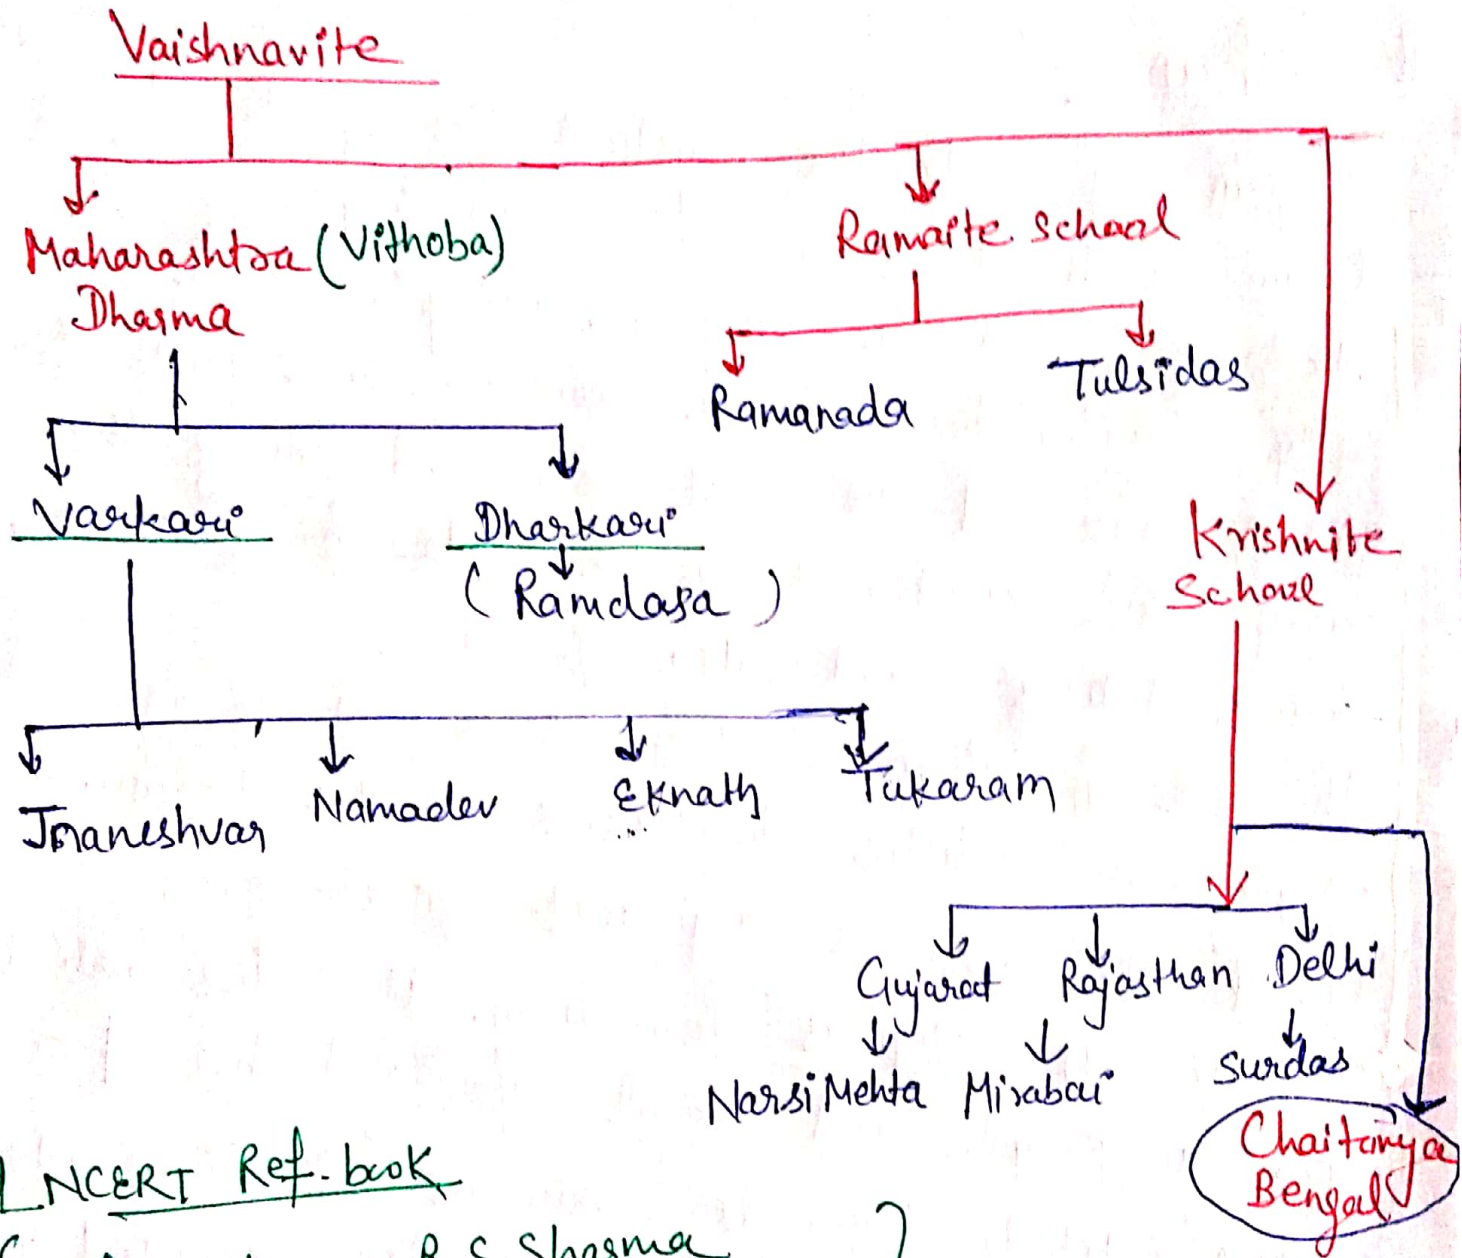 Vaishnavite
Maharashtra (Vithoba)
Dharma
Ramaite School
Ramanada
Tulsidas
Varkari
Dharkari
( Ramdasa )
Krishnite
School
Jnaneshvar
Namadev
Eknath
Tukaram
Gujarat
Rajasthan
Delhi
Narsi Mehta
Mirabai
Surdas
Chaitanya
Bengal
NCERT Ref. book
R. S. Sharma